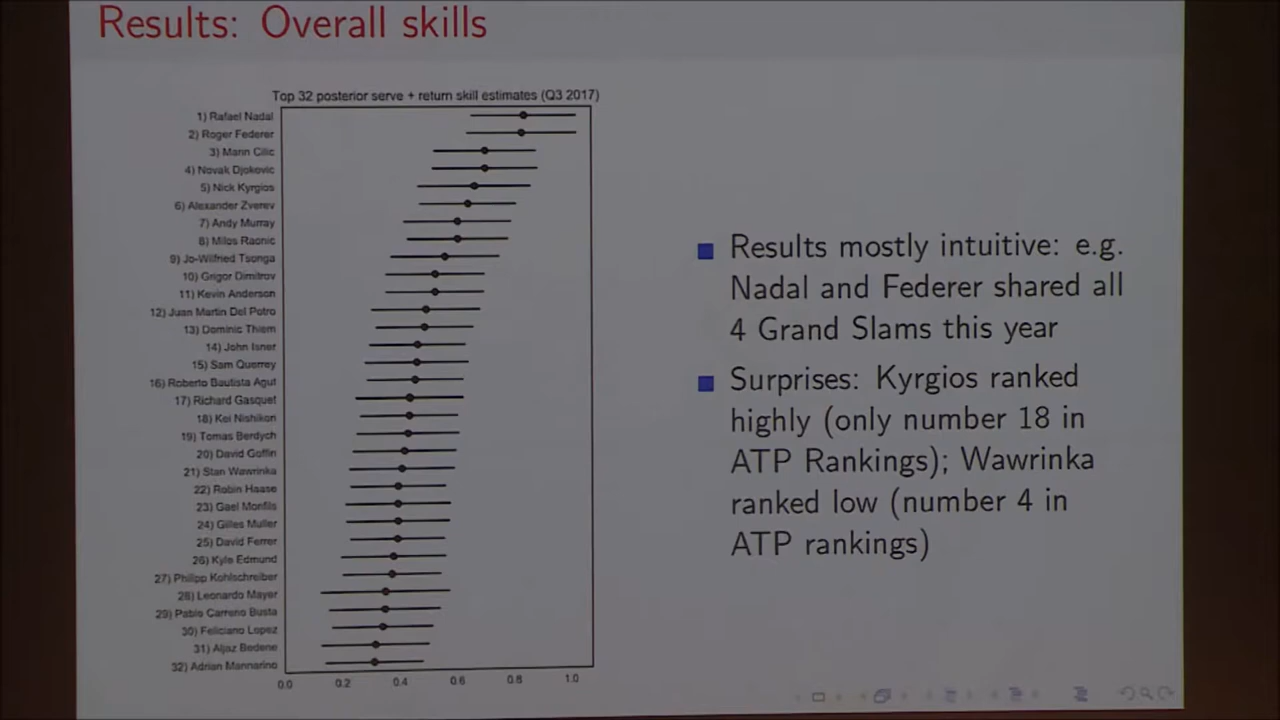 Results: Overall skills
Top 32 posterior serve + return skill estimates (Q3 2017)
1) Rafael Nadal
2) Roger Federer
3) Marin Cilic
4) Novak Djokovic
5) Nick Kyrgios
6) Alexander Zverev
7) Andy Murray
8) Milos Raonic
9) Jo-Wilfried Tsonga
10) Grigor Dimitrov
11) Kevin Anderson
12) Juan Martin Del Potro
13) Dominic Thiem
14) John Isner
15) Sam Querrey
16) Roberto Bautista Agut
17) Richard Gasquet
18) Kei Nishikori
19) Tomas Berdych
20) David Goffin
21) Stan Wawrinka
22) Robin Haase
23) Gael Monfils
24) Gilles Muller
25) David Ferrer
26) Kyle Edmund
27) Philipp Kohlschreiber
28) Leonardo Mayer
29) Pablo Carreno Busta
30) Feliciano Lopez
31) Aljaz Bedene
32) Adrian Mannarino
0.0 0.2 0.4 0.6 0.8 1.0
Results mostly intuitive: e.g.
Nadal and Federer shared all
4 Grand Slams this year
Surprises: Kyrgios ranked
highly (only number 18 in
ATP Rankings); Wawrinka
ranked low (number 4 in
ATP rankings)